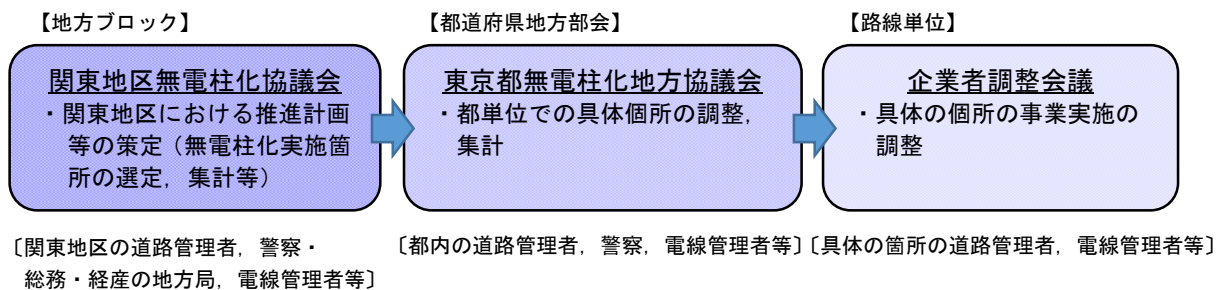 【地方ブロック】
関東地区無電柱化協議会
・関東地区における推進計画
等の策定（無電柱化実施箇
所の選定，集計等）
〔関東地区の道路管理者，警察・
総務・経産の地方局，電線管理者等〕
【都道府県地方部会】
東京都無電柱化地方協議会
・都単位での具体個所の調整，
集計
〔都内の道路管理者，警察，電線管理者等〕
【路線単位】
企業者調整会議
・具体の個所の事業実施の
調整
〔具体の箇所の道路管理者，電線管理者等〕